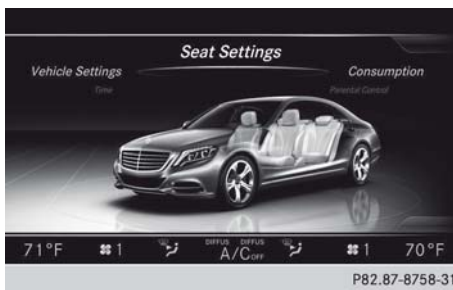 Seat Settings
Vehicle Settings
Consumption
Time
Parental Control
DIFFUS DIFFUS
71°F 1 A/C OFF 1 70°F
P82.87-8758-31